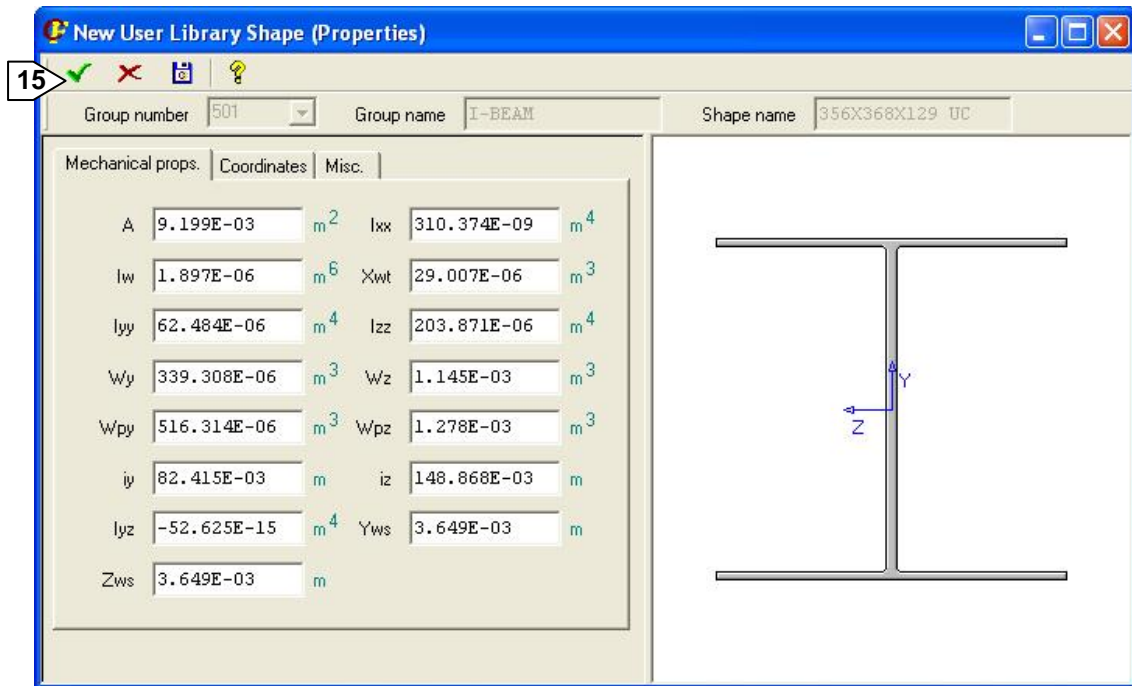 New User Library Shape (Properties)
15
Group number 501 Group name I-BEAM Shape name 356X368X129 UC
Mechanical props. Coordinates Misc.
A 9.199E-03 m2 Ixx 310.374E-09 m4
Iw 1.897E-06 m6 Xwt 29.007E-06 m3
Iyy 62.484E-06 m4 Izz 203.871E-06 m4
Wy 339.308E-06 m3 Wz 1.145E-03 m3
Wpy 516.314E-06 m3 Wpz 1.278E-03 m3
iy 82.415E-03 m iz 148.868E-03 m
Iyz -52.625E-15 m4 Yws 3.649E-03 m
Zws 3.649E-03 m
Y
Z